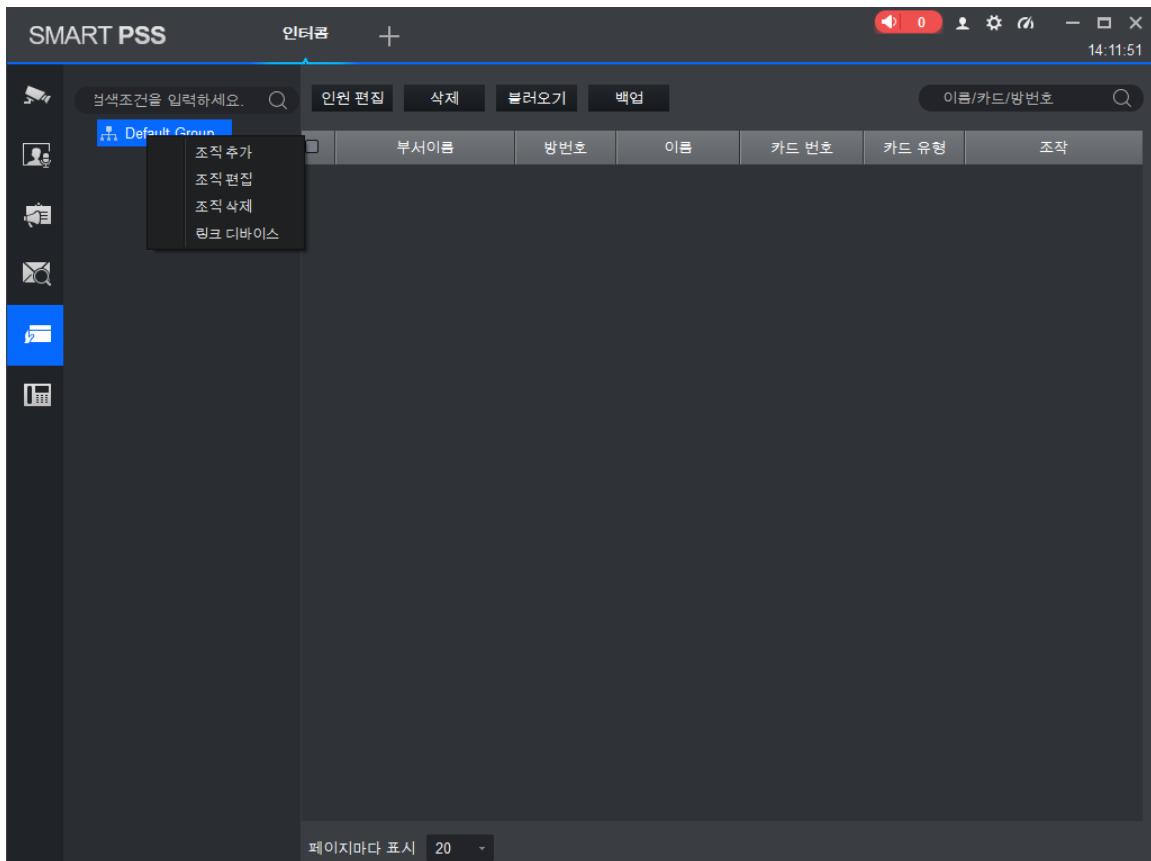 SMART PSS
인터콤
0
14:11:51
검색조건을 입력하세요.
인원 편집 삭제 불러오기 백업
이름/카드/방번호
Default Group
부서이름 방번호 이름 카드 번호 카드 유형 조작
조직 추가
조직 편집
조직 삭제
링크 디바이스
페이지마다 표시 20